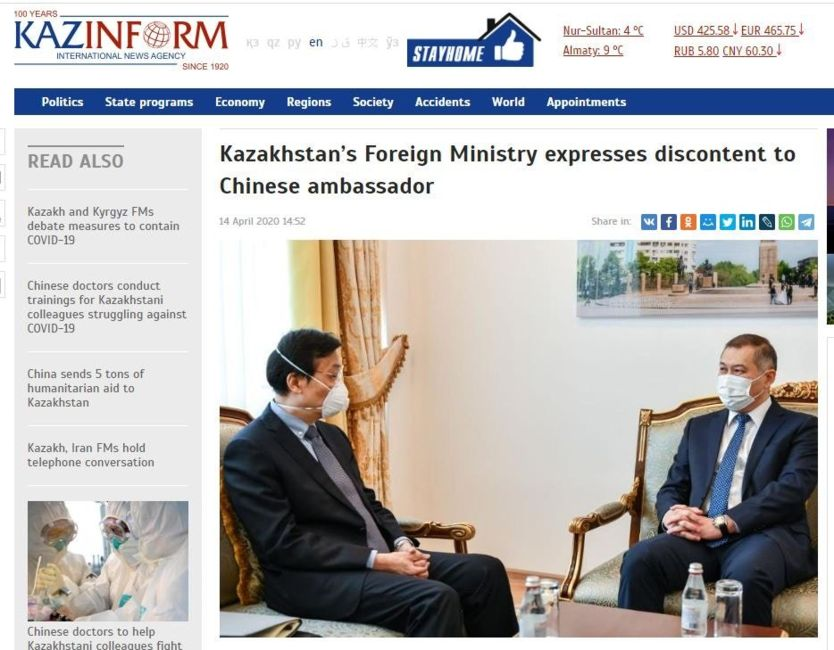 100 YEARS
KAZINFORM
INTERNATIONAL NEWS AGENCY
SINCE 1920
қз qz ру en ق ز 中文 ўз
STAYHOME
Nur-Sultan: 4 °C
Almaty: 9 °C
USD 425.58↓ EUR 465.75↓
RUB 5.80 CNY 60.30↓
Politics State programs Economy Regions Society Accidents World Appointments
READ ALSO
Kazakh and Kyrgyz FMs
debate measures to contain
COVID-19
Chinese doctors conduct
trainings for Kazakhstani
colleagues struggling against
COVID-19
China sends 5 tons of
humanitarian aid to
Kazakhstan
Kazakh, Iran FMs hold
telephone conversation
Chinese doctors to help
Kazakhstani colleagues fight
Kazakhstan’s Foreign Ministry expresses discontent to
Chinese ambassador
14 April 2020 14:52
Share in: